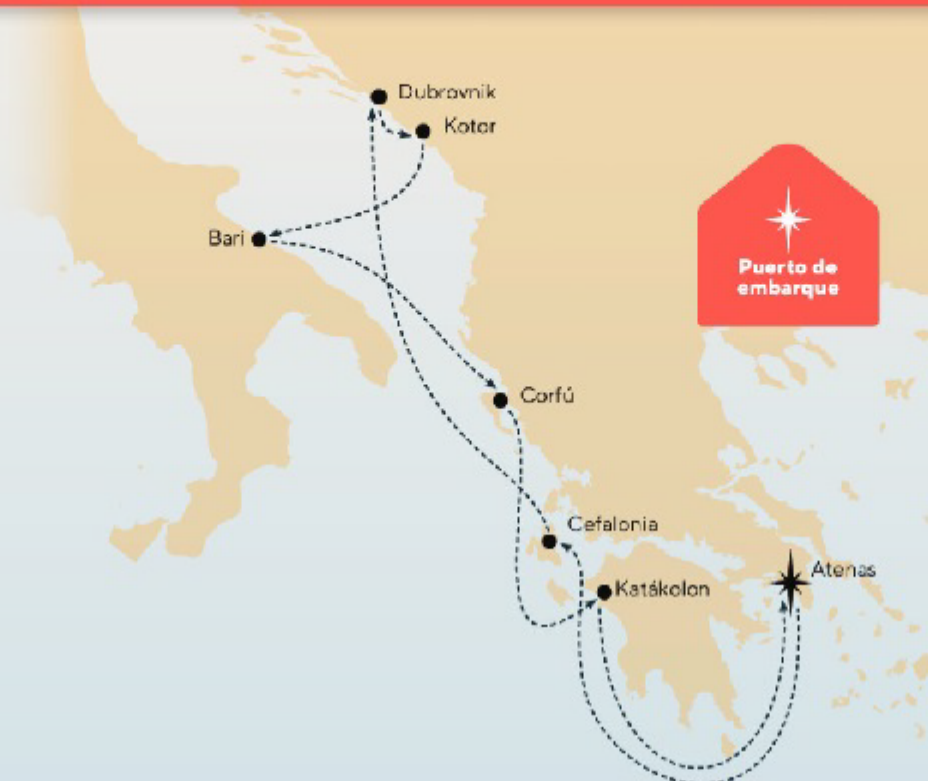 Dubrovnik
Kotor
Puerto de
embarque
Bari
Corfú
Cefalonia
Atenas
Katákolon